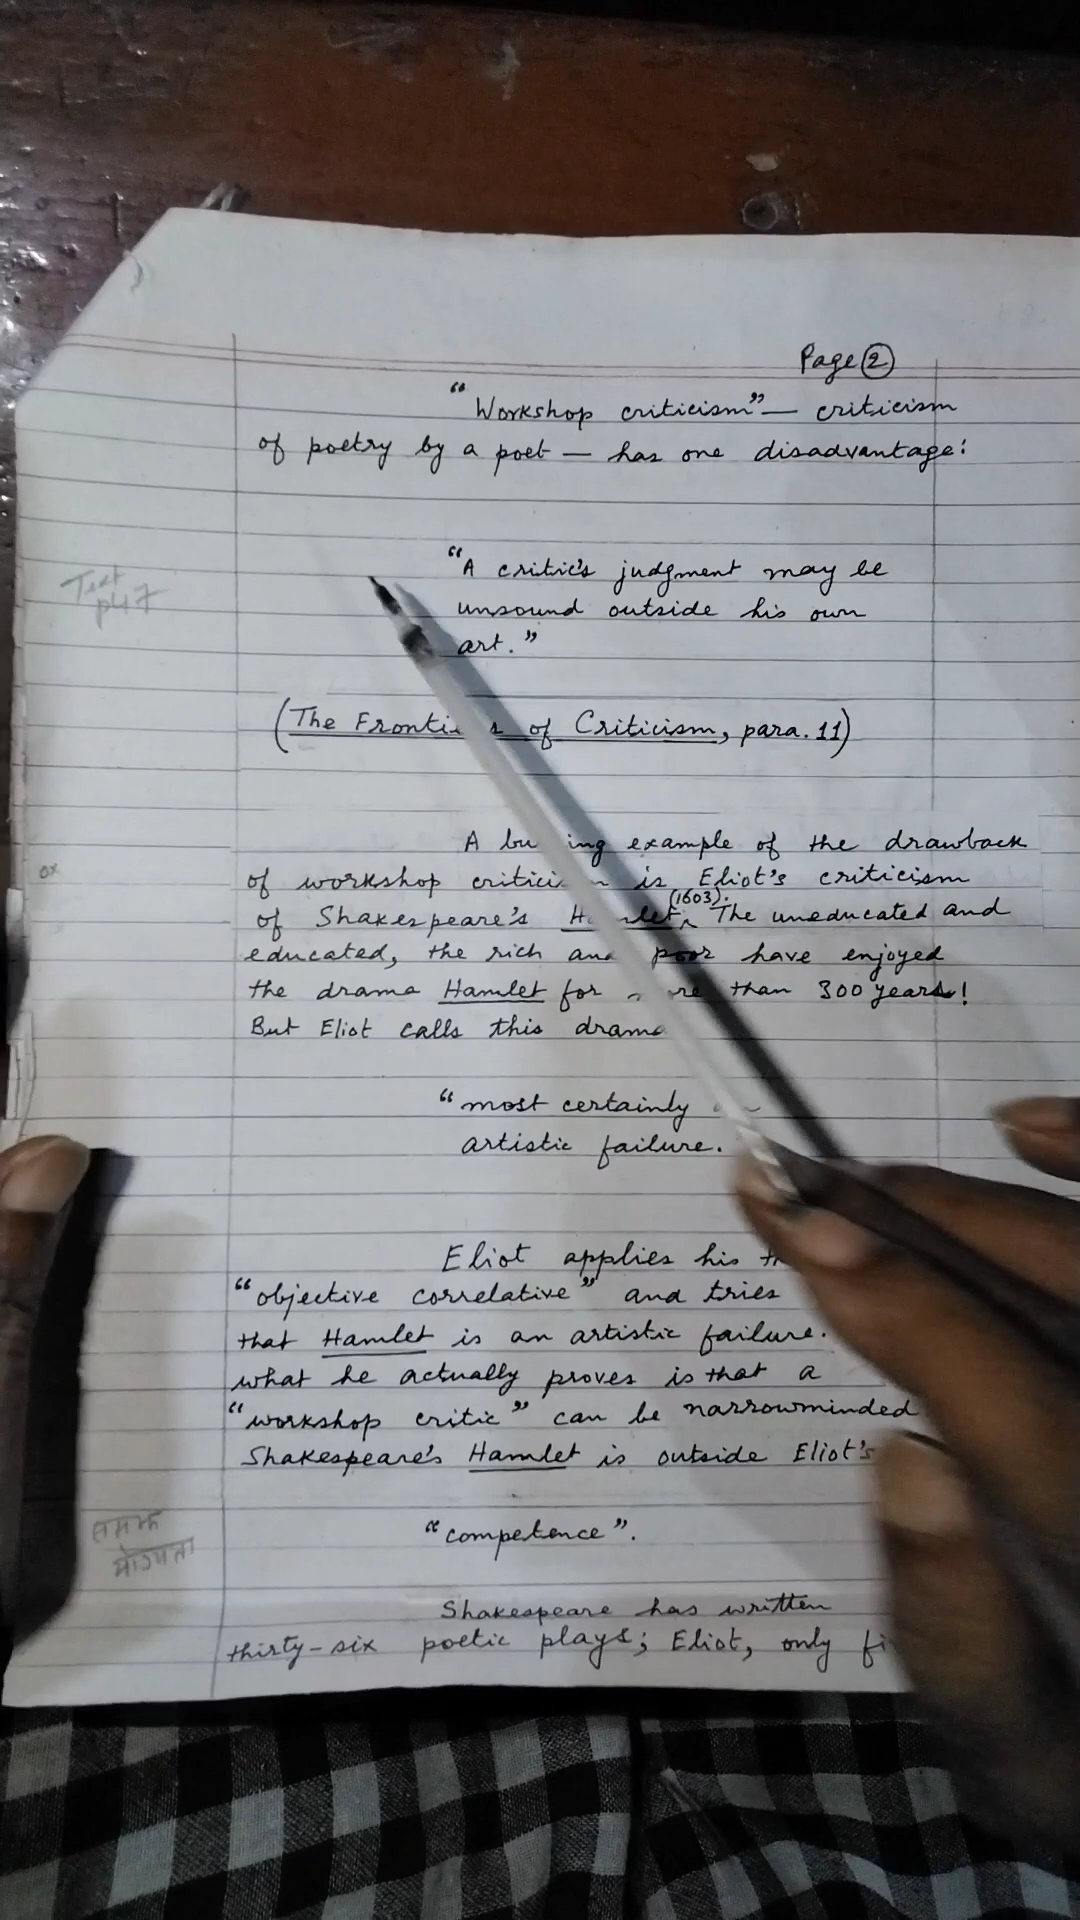 Page 2
"Workshop criticism" — criticism
of poetry by a poet — has one disadvantage:
"A critic's judgment may be
unsound outside his own
art."
Text
p47
(The of Criticism, para. 11)
A example of the drawback
of workshop is Eliot's criticism
ox
(1603).
of Shakespeare's The uneducated and
educated, the rich and poor have enjoyed
the drama Hamlet for than 300 years!
But Eliot calls this drama
"most certainly
artistic failure.
Eliot applies his
"objective correlative" and tries
that Hamlet is an artistic failure.
what he actually proves is that a
"workshop critic" can be narrowminded
Shakespeare's Hamlet is outside Eliot's
"competence".
समझ
योग्यता
Shakespeare has written
thirty-six poetic plays; Eliot, only